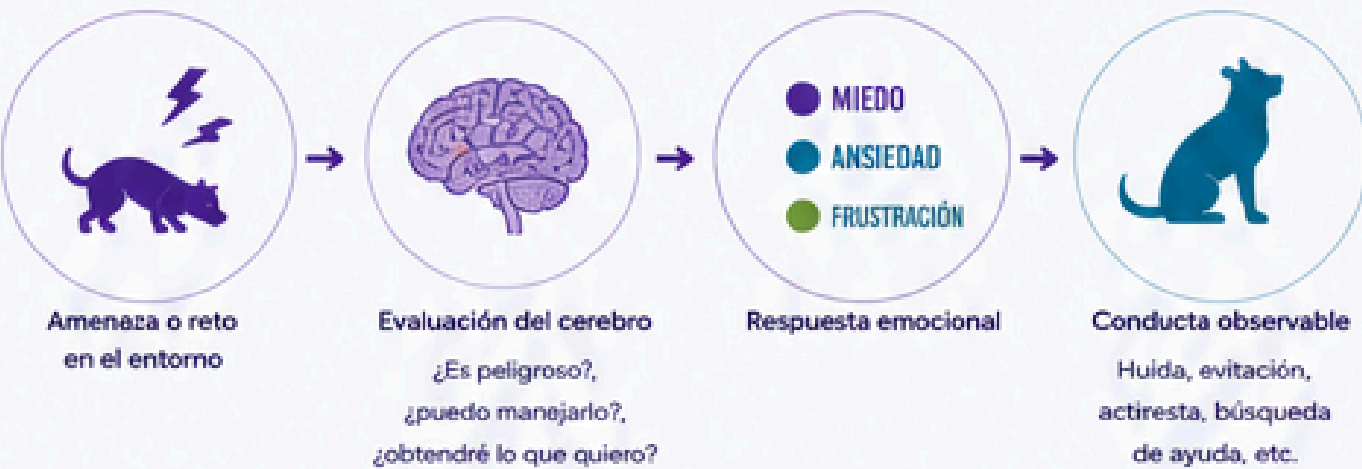 MIEDO
ANSIEDAD
FRUSTRACIÓN
Amenaza o reto
en el entorno
Evaluación del cerebro
¿Es peligroso?,
¿puedo manejarlo?,
¿obtendré lo que quiero?
Respuesta emocional
Conducta observable
Huida, evitación,
actiresta, búsqueda
de ayuda, etc.